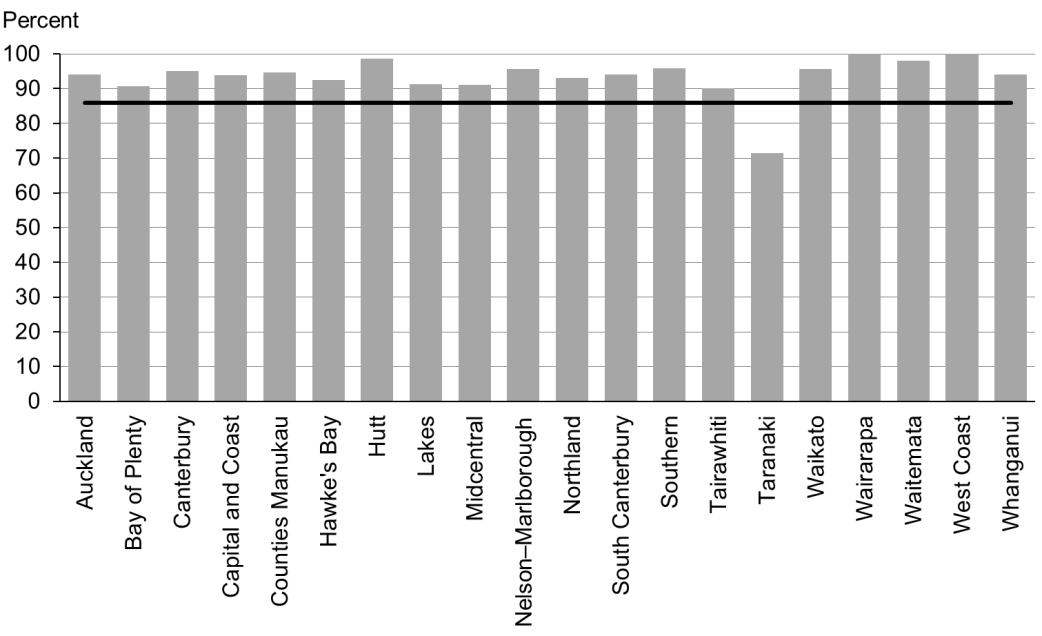 Percent
100
90
80
70
60
50
40
30
20
10
0
Auckland
Bay of Plenty
Canterbury
Capital and Coast
Counties Manukau
Hawke's Bay
Hutt
Lakes
Midcentral
Nelson–Marlborough
Northland
South Canterbury
Southern
Tairawhiti
Taranaki
Waikato
Wairarapa
Waitemata
West Coast
Whanganui